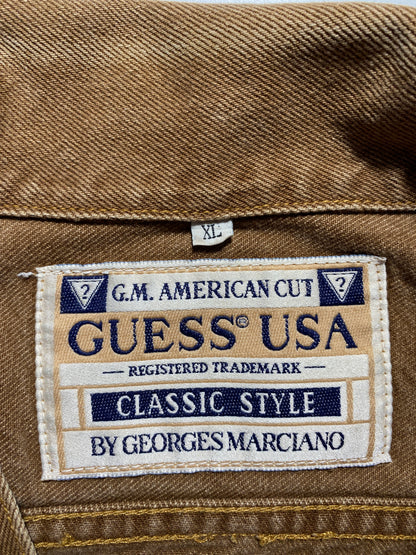 XL
? G.M. AMERICAN CUT ?
GUESS® USA
REGISTERED TRADEMARK
CLASSIC STYLE
BY GEORGES MARCIANO